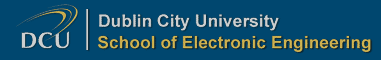 DCU
Dublin City University
School of Electronic Engineering